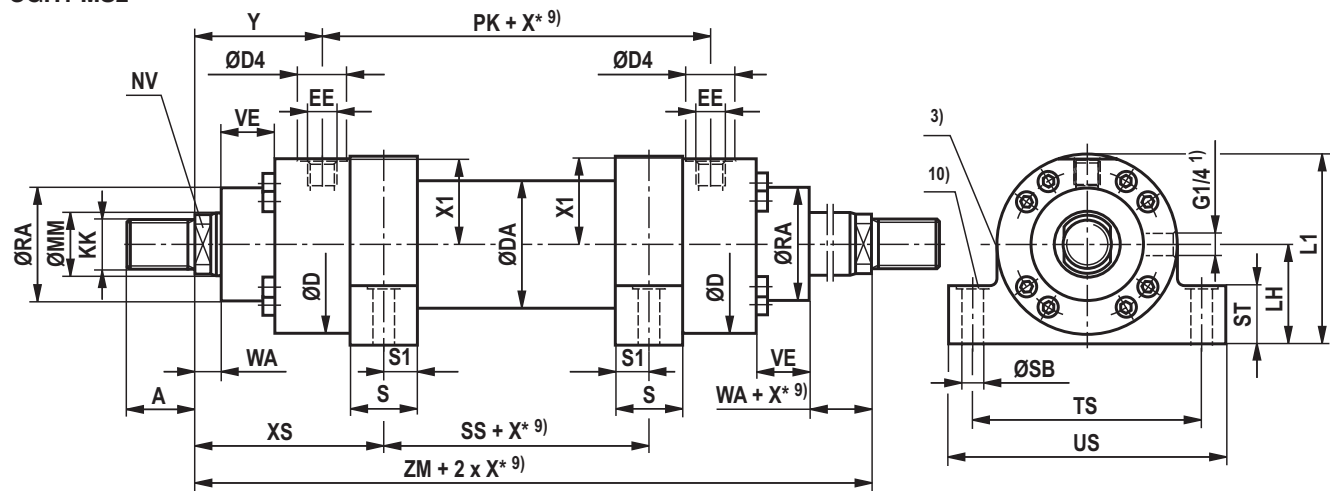 Y
PK + X* 9)
ØD4
ØD4
NV
EE
EE
VE
3)
10)
G1/4 1)
ØRA
ØMM
KK
X1
X1
ØDA
ØRA
ØD
ØD
L1
LH
ST
WA
S1
S1
VE
ØSB
A
S
S
WA + X* 9)
TS
XS
SS + X* 9)
US
ZM + 2 x X* 9)